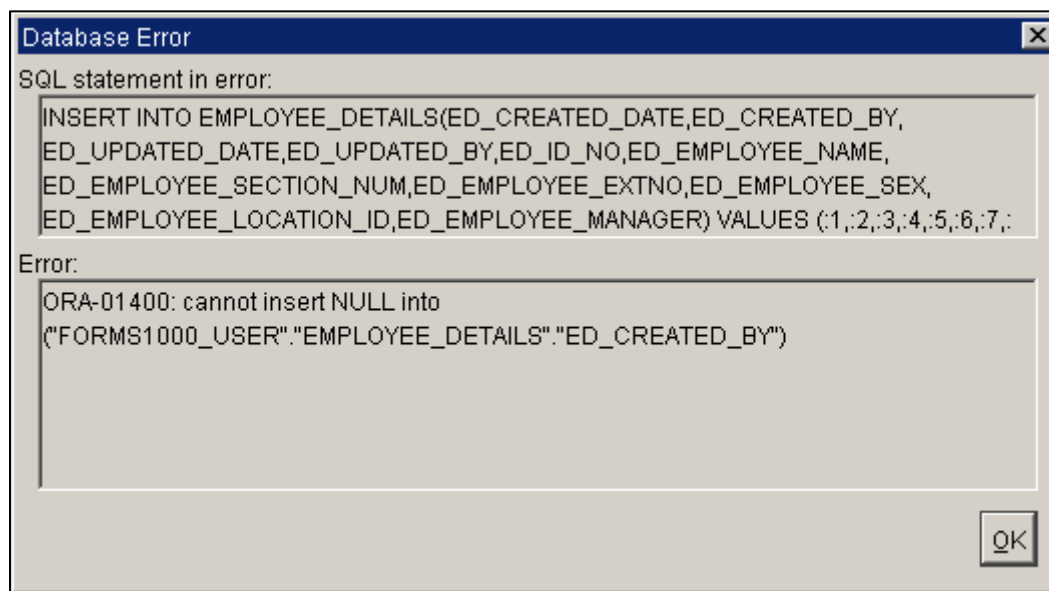 Database Error
SQL statement in error:
INSERT INTO EMPLOYEE_DETAILS(ED_CREATED_DATE,ED_CREATED_BY,
ED_UPDATED_DATE,ED_UPDATED_BY,ED_ID_NO,ED_EMPLOYEE_NAME,
ED_EMPLOYEE_SECTION_NUM,ED_EMPLOYEE_EXTNO,ED_EMPLOYEE_SEX,
ED_EMPLOYEE_LOCATION_ID,ED_EMPLOYEE_MANAGER) VALUES (:1,:2,:3,:4,:5,:6,:7,:
Error:
ORA-01400: cannot insert NULL into
("FORMS1000_USER"."EMPLOYEE_DETAILS"."ED_CREATED_BY")
OK